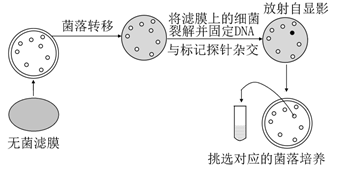 菌落转移
将滤膜上的细菌
裂解并固定DNA
与标记探针杂交
放射自显影
无菌滤膜
挑选对应的菌落培养